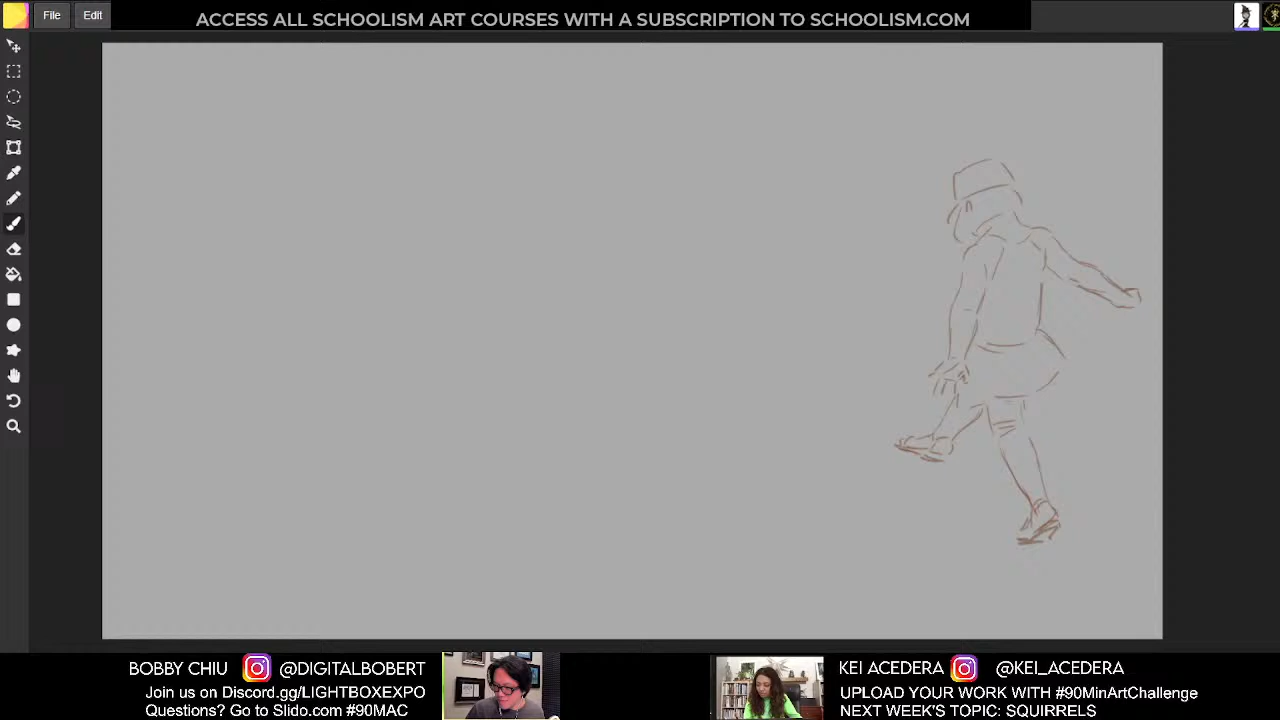 ACCESS ALL SCHOOLISM ART COURSES WITH A SUBSCRIPTION TO SCHOOLISM.COM
File Edit
BOBBY CHIU @DIGITALBOBERT
Join us on Discord.gg/LIGHTBOXEXPO
Questions? Go to Slido.com #90MAC
KEI ACEDERA @KEI_ACEDERA
UPLOAD YOUR WORK WITH #90MinArtChallenge
NEXT WEEK'S TOPIC: SQUIRRELS